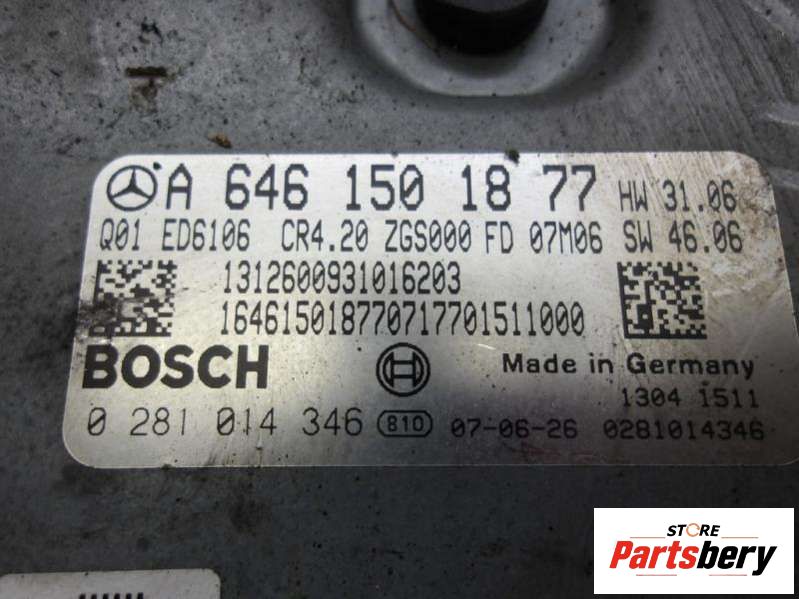 A 646 150 18 77 HW 31.06
Q01 ED6106 CR4.20 ZGS000 FD 07M06 SW 46.06
1312600931016203
164615018770717701511000
BOSCH Made in Germany
1304 1511
0 281 014 346 810 07-06-26 0281014346
STORE
Partsbery